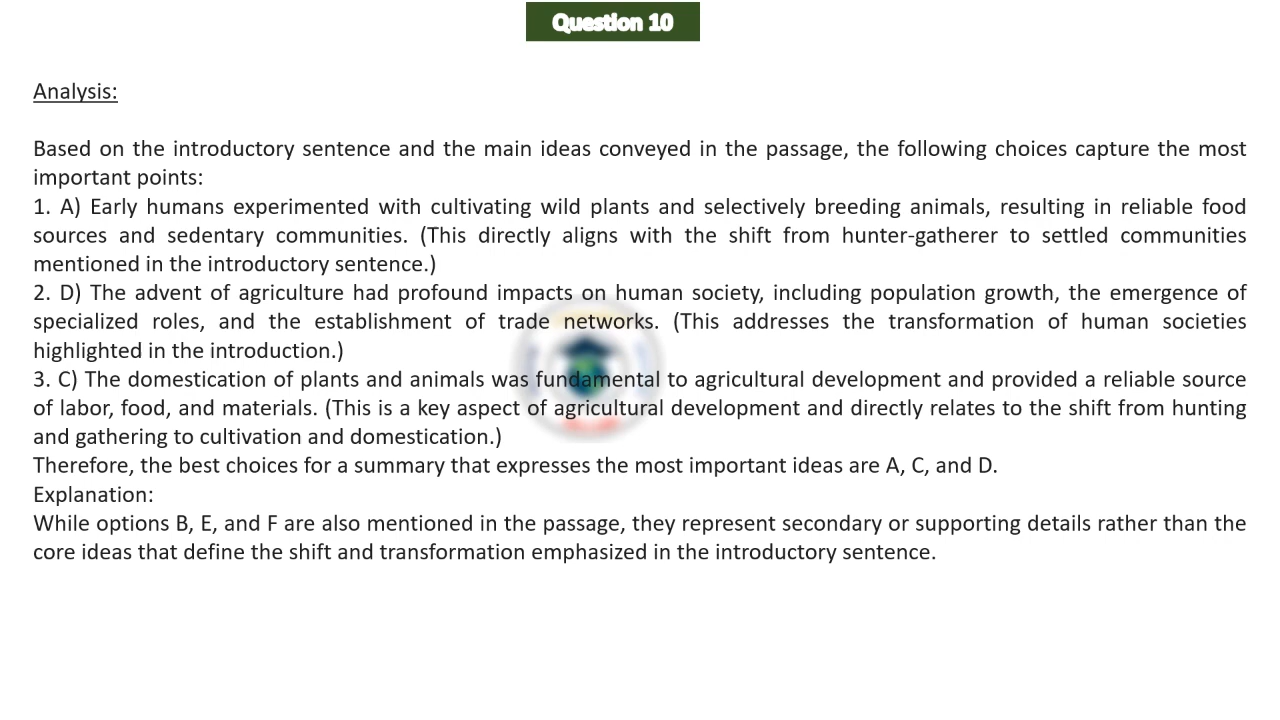 Question 10
Analysis:
Based on the introductory sentence and the main ideas conveyed in the passage, the following choices capture the most
important points:
1. A) Early humans experimented with cultivating wild plants and selectively breeding animals, resulting in reliable food
sources and sedentary communities. (This directly aligns with the shift from hunter-gatherer to settled communities
mentioned in the introductory sentence.)
2. D) The advent of agriculture had profound impacts on human society, including population growth, the emergence of
specialized roles, and the establishment of trade networks. (This addresses the transformation of human societies
highlighted in the introduction.)
3. C) The domestication of plants and animals was fundamental to agricultural development and provided a reliable source
of labor, food, and materials. (This is a key aspect of agricultural development and directly relates to the shift from hunting
and gathering to cultivation and domestication.)
Therefore, the best choices for a summary that expresses the most important ideas are A, C, and D.
Explanation:
While options B, E, and F are also mentioned in the passage, they represent secondary or supporting details rather than the
core ideas that define the shift and transformation emphasized in the introductory sentence.